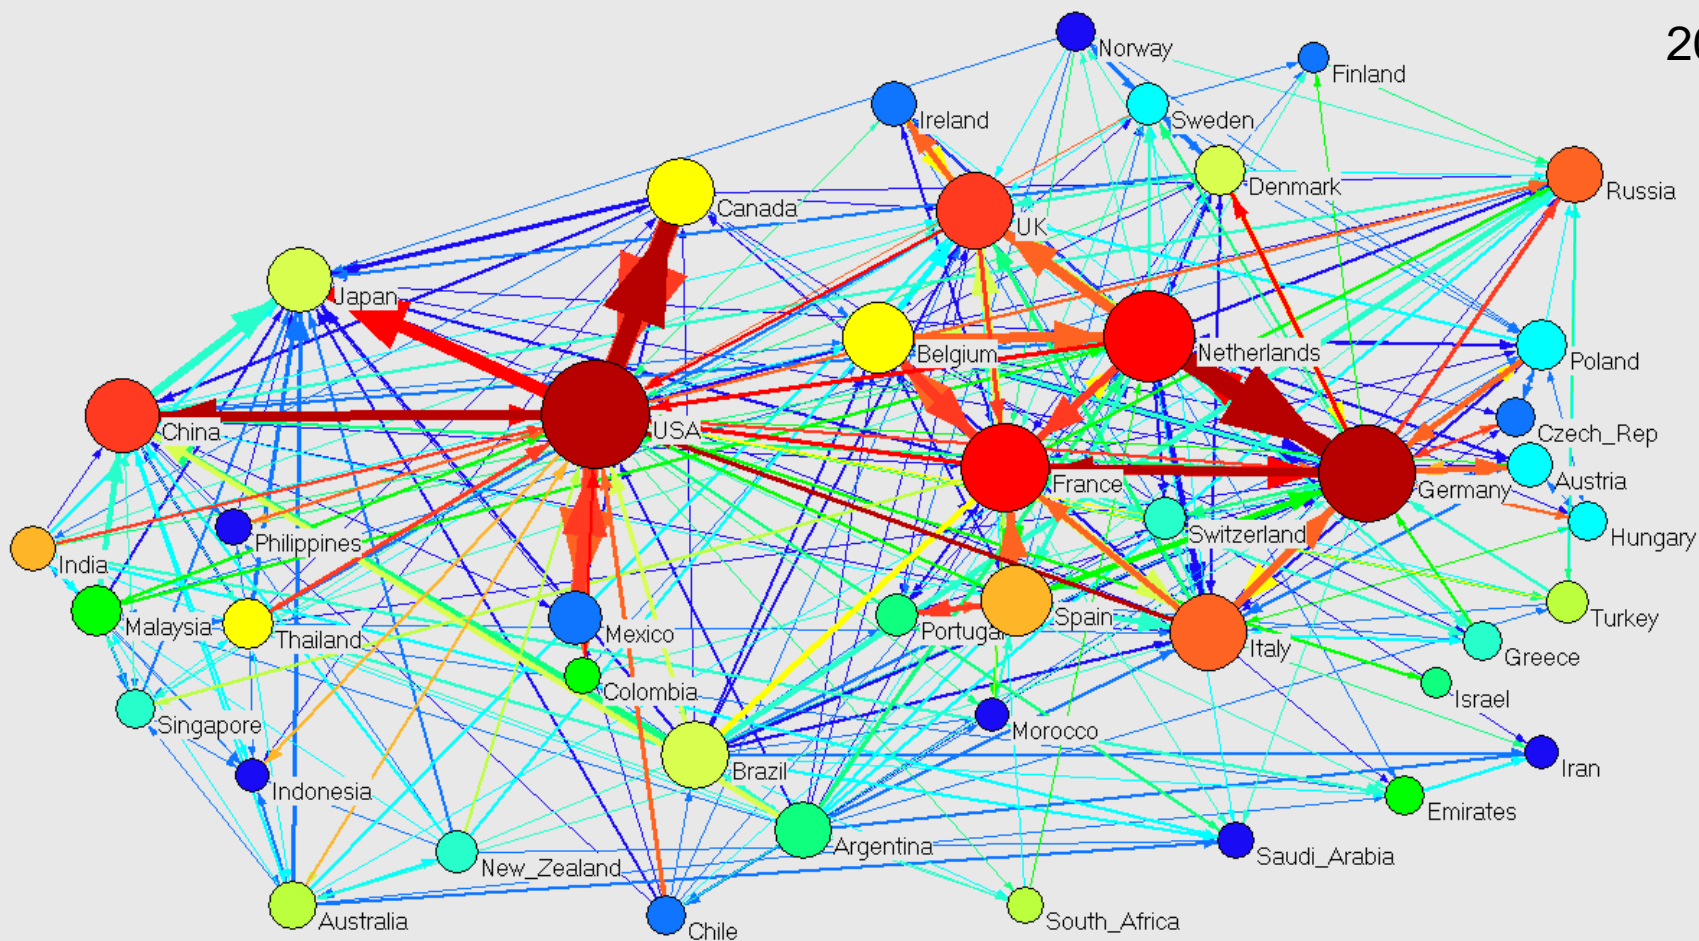 20
Norway
Finland
Ireland
Sweden
Denmark
Russia
Canada
UK
Japan
Belgium
Netherlands
Poland
China
USA
Czech_Rep
France
Germany
Austria
Switzerland
Hungary
Philippines
India
Malaysia
Thailand
Mexico
Portugal
Spain
Italy
Turkey
Greece
Colombia
Israel
Singapore
Morocco
Brazil
Iran
Indonesia
Emirates
Argentina
Saudi_Arabia
New_Zealand
Australia
Chile
South_Africa